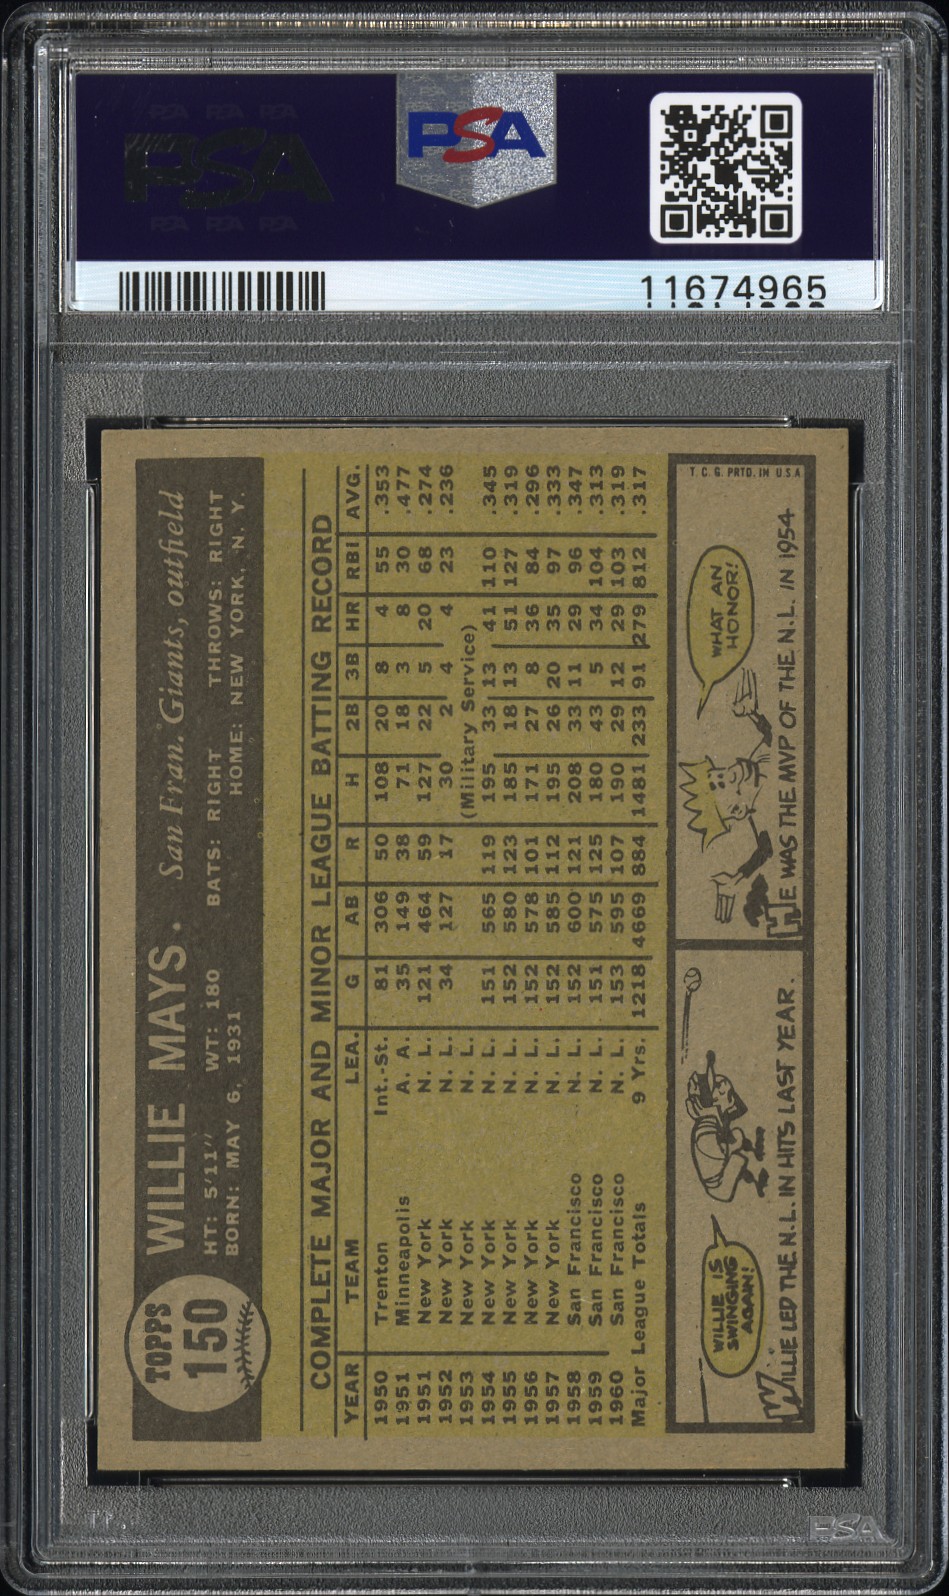 PSA PSA PSA
PSA
PSA PSA PSA
PSA
11674965
TOPPS
150
WILLIE MAYS • San Fran. Giants, outfield
HT: 5'11" WT: 180 BATS: RIGHT THROWS: RIGHT
BORN: MAY 6, 1931 HOME: NEW YORK, N. Y.
COMPLETE MAJOR AND MINOR LEAGUE BATTING RECORD
YEAR TEAM LEA. G AB R H 2B 3B HR RBI AVG.
1950 Trenton Int.-St. 81 306 50 108 20 8 4 55 .353
1951 Minneapolis A. A. 35 149 38 71 18 3 8 30 .477
1951 New York N. L. 121 464 59 127 22 5 20 68 .274
1952 New York N. L. 34 127 17 30 2 4 4 23 .236
1953 New York N. L. (Military Service)
1954 New York N. L. 151 565 119 195 33 13 41 110 .345
1955 New York N. L. 152 580 123 185 18 13 51 127 .319
1956 New York N. L. 152 578 101 171 27 8 36 84 .296
1957 New York N. L. 152 585 112 195 26 20 35 97 .333
1958 San Francisco N. L. 152 600 121 208 33 11 29 96 .347
1959 San Francisco N. L. 151 575 125 180 43 5 34 104 .313
1960 San Francisco N. L. 153 595 107 190 29 12 29 103 .319
Major League Totals 9 Yrs. 1218 4669 884 1481 233 91 279 812 .317
WILLIE IS
SWINGING
AGAIN!
WILLIE LED THE N.L. IN HITS LAST YEAR.
WHAT AN
HONOR!
HE WAS THE MVP OF THE N.L. IN 1954
T.C.G. PRTD. IN U.S.A
PSA